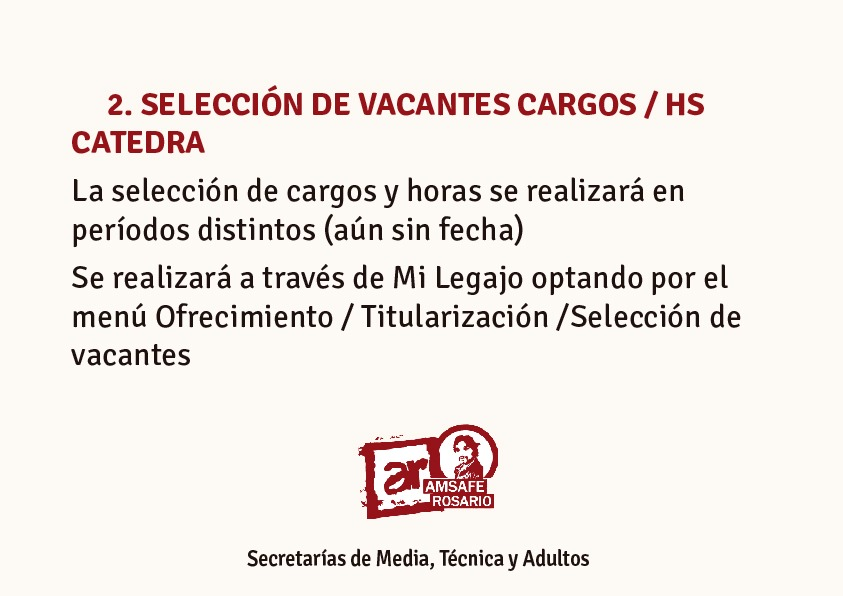 2. SELECCIÓN DE VACANTES CARGOS / HS
CATEDRA
La selección de cargos y horas se realizará en
períodos distintos (aún sin fecha)
Se realizará a través de Mi Legajo optando por el
menú Ofrecimiento / Titularización /Selección de
vacantes
ar
AMSAFE
ROSARIO
Secretarías de Media, Técnica y Adultos